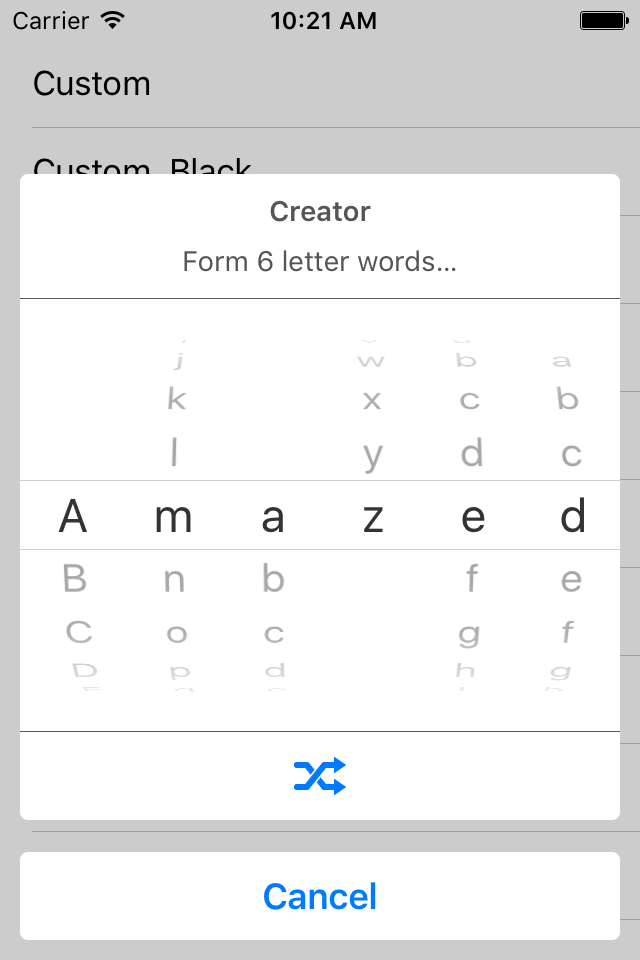 Carrier 10:21 AM
Custom
Custom Black
Creator
Form 6 letter words...
j w b a
k x c b
l y d c
A m a z e d
B n b f e
C o c g f
D p d h g
Cancel